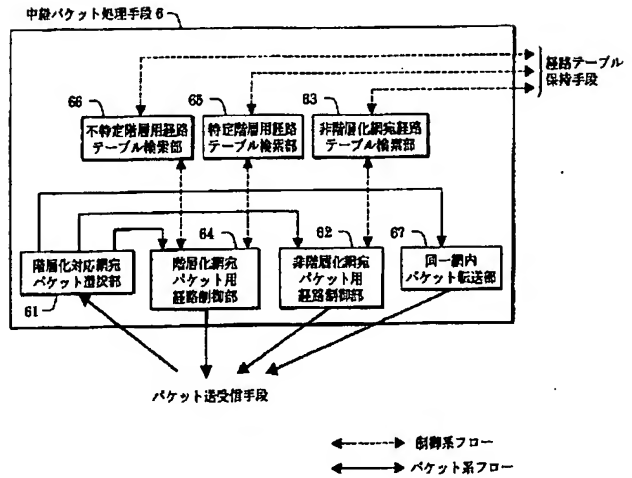 中継パケット処理手段 6
経路テーブル
保持手段
66
65
63
不特定階層用経路
テーブル検索部
特定階層用経路
テーブル検索部
非階層化網宛経路
テーブル検索部
64
62
67
階層化対応網宛
パケット選択部
61
階層化網宛
パケット用
経路制御部
非階層化網宛
パケット用
経路制御部
同一網内
パケット転送部
パケット送受信手段
制御系フロー
パケット系フロー